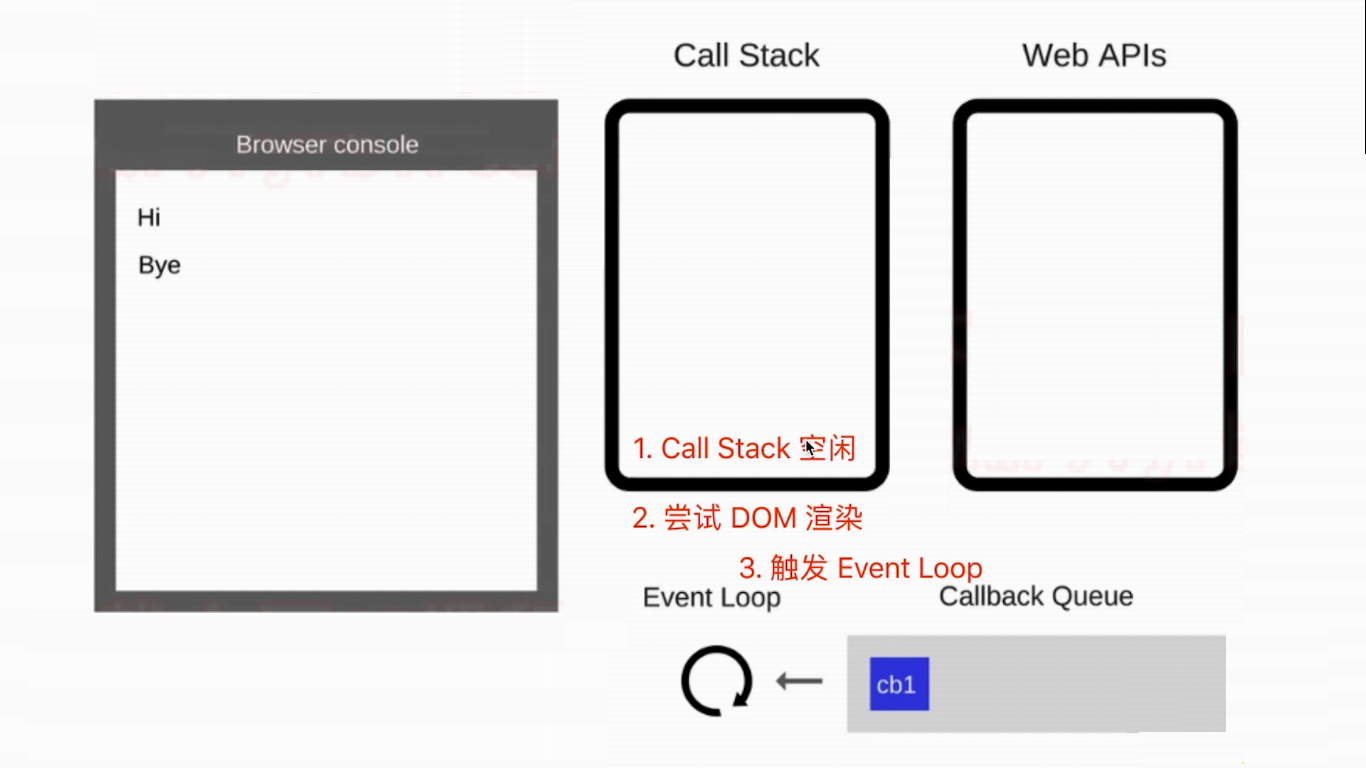 Call Stack
Web APIs
Browser console
Hi
Bye
1. Call Stack 空闲
2. 尝试 DOM 渲染
3. 触发 Event Loop
Event Loop
Callback Queue
cb1